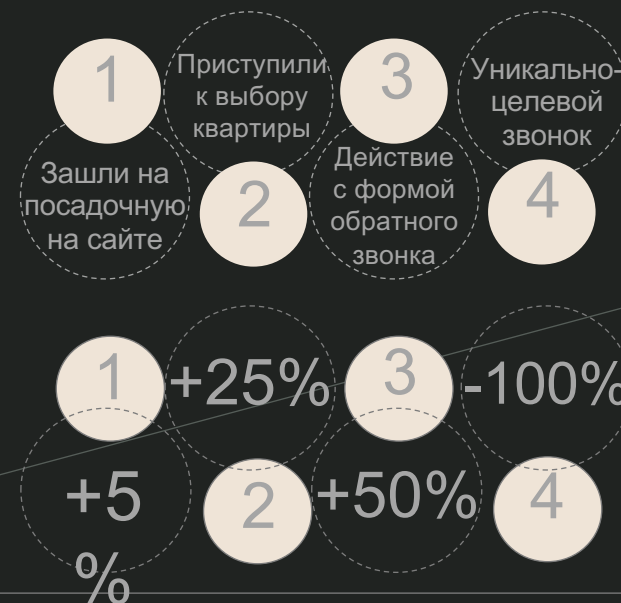 1
Зашли на
посадочную
на сайте
Приступили
к выбору
квартиры
2
3
Действие
с формой
обратного
звонка
Уникально-
целевой
звонок
4
1
+5
%
+25%
2
3
+50%
-100%
4